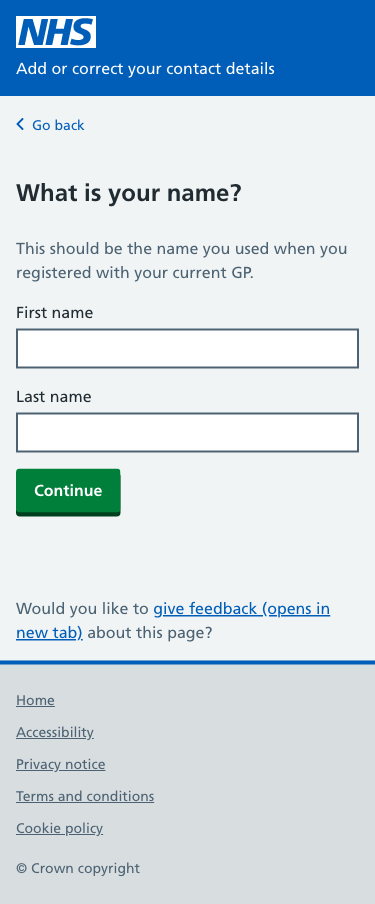 NHS
Add or correct your contact details
Go back
What is your name?
This should be the name you used when you
registered with your current GP.
First name
Last name
Continue
Would you like to give feedback (opens in
new tab) about this page?
Home
Accessibility
Privacy notice
Terms and conditions
Cookie policy
© Crown copyright